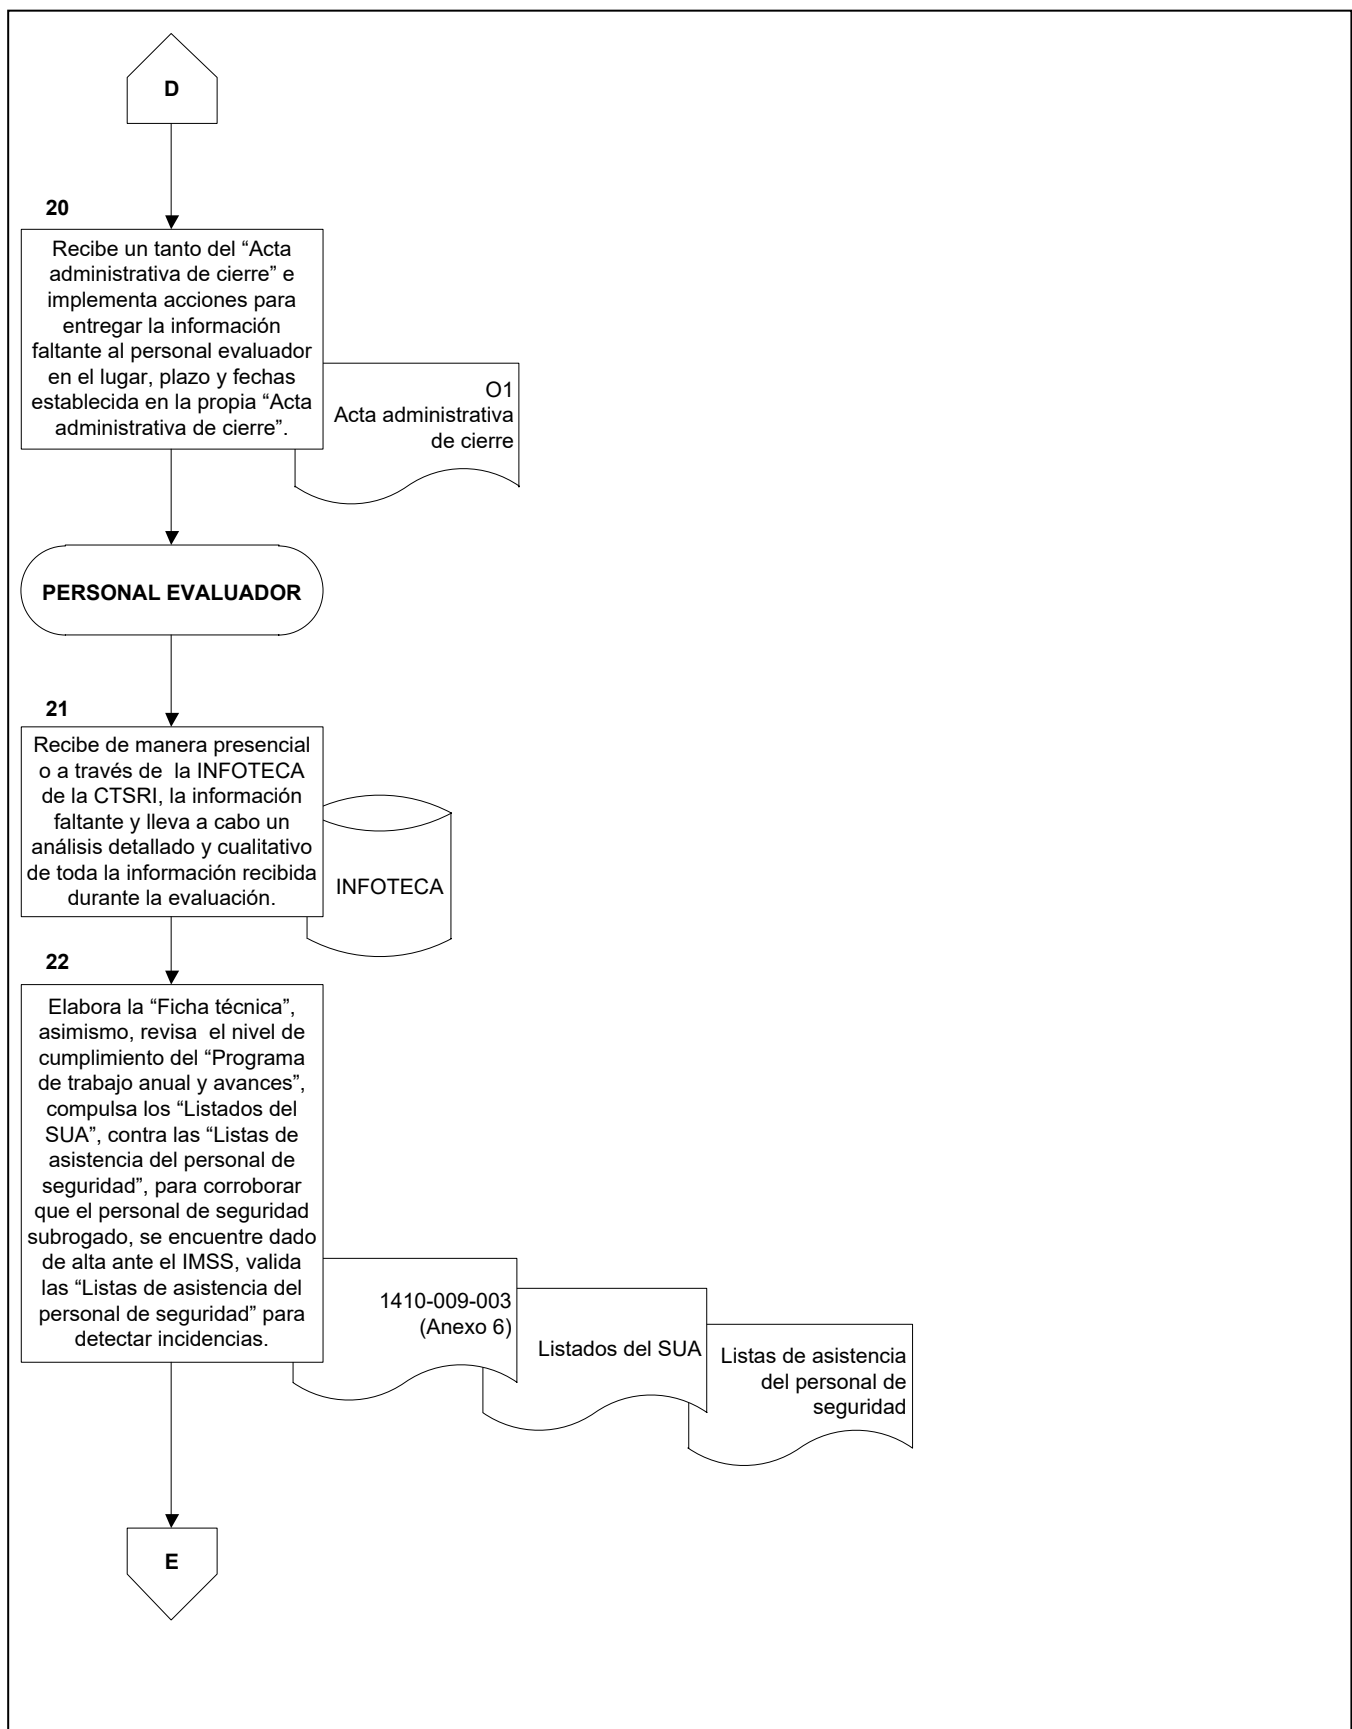 D
20
Recibe un tanto del “Acta
administrativa de cierre” e
implementa acciones para
entregar la información
faltante al personal evaluador
en el lugar, plazo y fechas
establecida en la propia “Acta
administrativa de cierre”.
O1
Acta administrativa
de cierre
PERSONAL EVALUADOR
21
Recibe de manera presencial
o a través de la INFOTECA
de la CTSRI, la información
faltante y lleva a cabo un
análisis detallado y cualitativo
de toda la información recibida
durante la evaluación.
INFOTECA
22
Elabora la “Ficha técnica”,
asimismo, revisa el nivel de
cumplimiento del “Programa
de trabajo anual y avances”,
compulsa los “Listados del
SUA”, contra las “Listas de
asistencia del personal de
seguridad”, para corroborar
que el personal de seguridad
subrogado, se encuentre dado
de alta ante el IMSS, valida
las “Listas de asistencia del
personal de seguridad” para
detectar incidencias.
1410-009-003
(Anexo 6)
Listados del SUA
Listas de asistencia
del personal de
seguridad
E